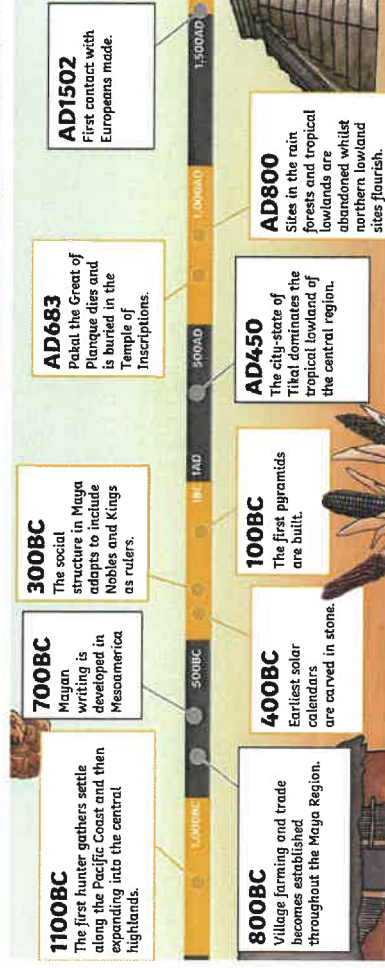 1100BC
The first hunter gathers settle
along the Pacific Coast and then
expanding into the central
highlands.
700BC
Mayan
writing is
developed in
Mesoamerica
300BC
The social
structure in Maya
adapts to include
Nobles and Kings
as rulers.
AD683
Pakal the Great of
Planque dies and
is buried in the
Temple of
Inscriptions.
AD1502
First contact with
Europeans made.
1,000BC
500BC
1BC
1AD
500AD
1,000AD
1,500AD
800BC
Village farming and trade
becomes established
throughout the Maya Region.
400BC
Earliest solar
calendars
are carved in stone.
100BC
The first pyramids
are built.
AD450
The city-state of
Tikal dominates the
tropical lowland of
the central region.
AD800
Sites in the rain
forests and tropical
lowlands are
abandoned whilst
northern lowland
sites flourish.